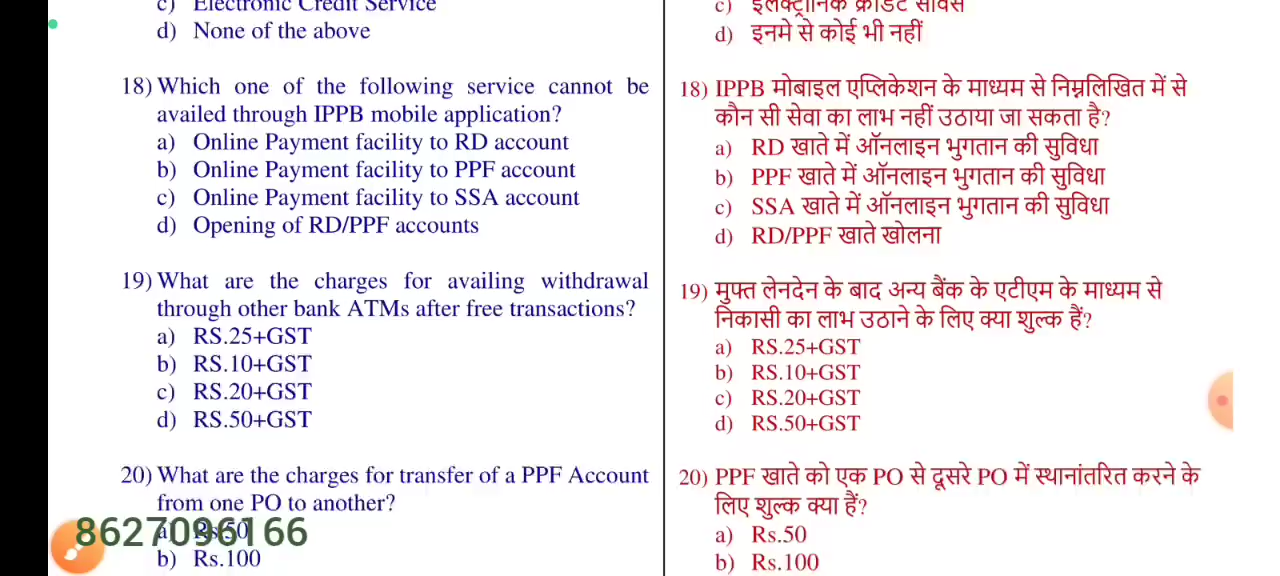 c) Electronic Credit Service
d) None of the above
18) Which one of the following service cannot be
availed through IPPB mobile application?
a) Online Payment facility to RD account
b) Online Payment facility to PPF account
c) Online Payment facility to SSA account
d) Opening of RD/PPF accounts
19) What are the charges for availing withdrawal
through other bank ATMs after free transactions?
a) RS.25+GST
b) RS.10+GST
c) RS.20+GST
d) RS.50+GST
20) What are the charges for transfer of a PPF Account
from one PO to another?
a) Rs.50
b) Rs.100
8627096166
c) इलेक्ट्रॉनिक क्रेडिट सर्विस
d) इनमे से कोई भी नहीं
18) IPPB मोबाइल एप्लिकेशन के माध्यम से निम्नलिखित में से
कौन सी सेवा का लाभ नहीं उठाया जा सकता है?
a) RD खाते में ऑनलाइन भुगतान की सुविधा
b) PPF खाते में ऑनलाइन भुगतान की सुविधा
c) SSA खाते में ऑनलाइन भुगतान की सुविधा
d) RD/PPF खाते खोलना
19) मुफ्त लेनदेन के बाद अन्य बैंक के एटीएम के माध्यम से
निकासी का लाभ उठाने के लिए क्या शुल्क हैं?
a) RS.25+GST
b) RS.10+GST
c) RS.20+GST
d) RS.50+GST
20) PPF खाते को एक PO से दूसरे PO में स्थानांतरित करने के
लिए शुल्क क्या हैं?
a) Rs.50
b) Rs.100